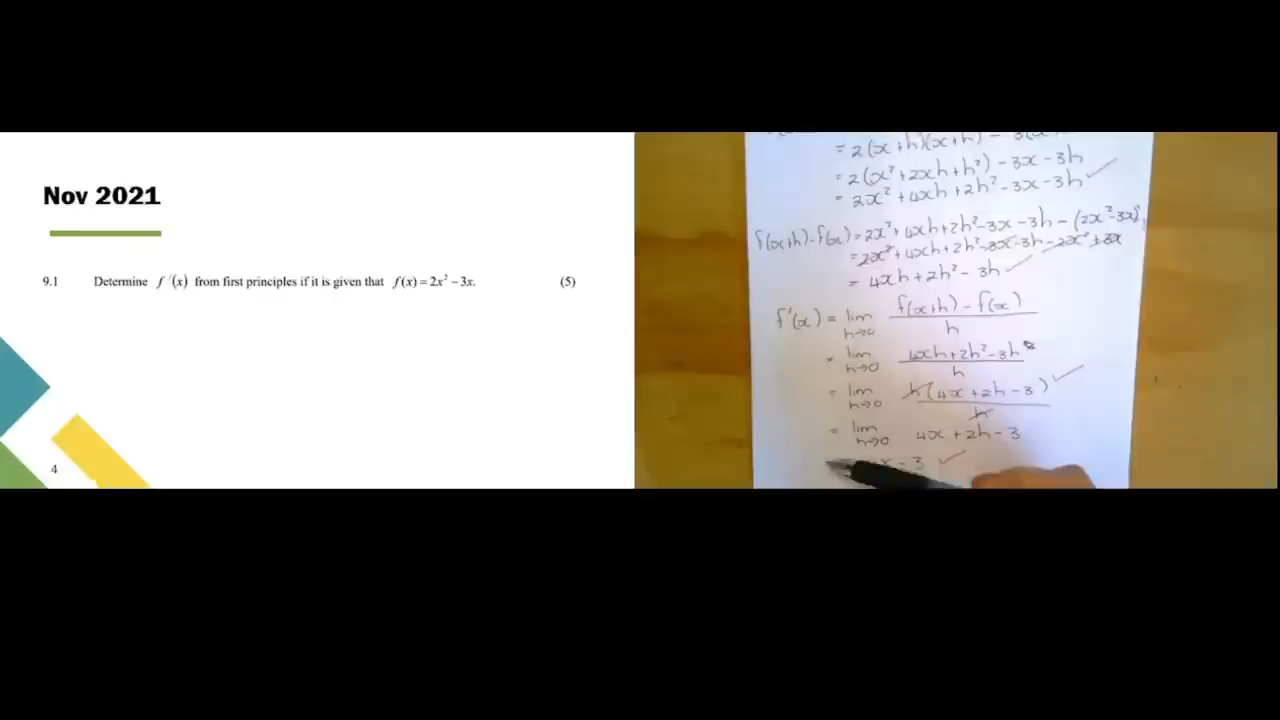 Nov 2021
9.1 Determine f ′(x) from first principles if it is given that f(x) = 2x² − 3x. (5)
4
= 2(x+h)(x+h) −
= 2(x² + 2xh + h²) − 3x − 3h
= 2x² + 4xh + 2h² − 3x − 3h ✓
f(x+h) − f(x) = 2x² + 4xh + 2h² − 3x − 3h − (2x² − 3x)
= 2x² + 4xh + 2h² − 3x − 3h − 2x² + 3x
= 4xh + 2h² − 3h ✓
f'(x) = lim h→0 f(x+h) − f(x) / h
= lim h→0 4xh + 2h² − 3h / h
= lim h→0 h(4x + 2h − 3) / h ✓
= lim h→0 4x + 2h − 3
x − 3 ✓